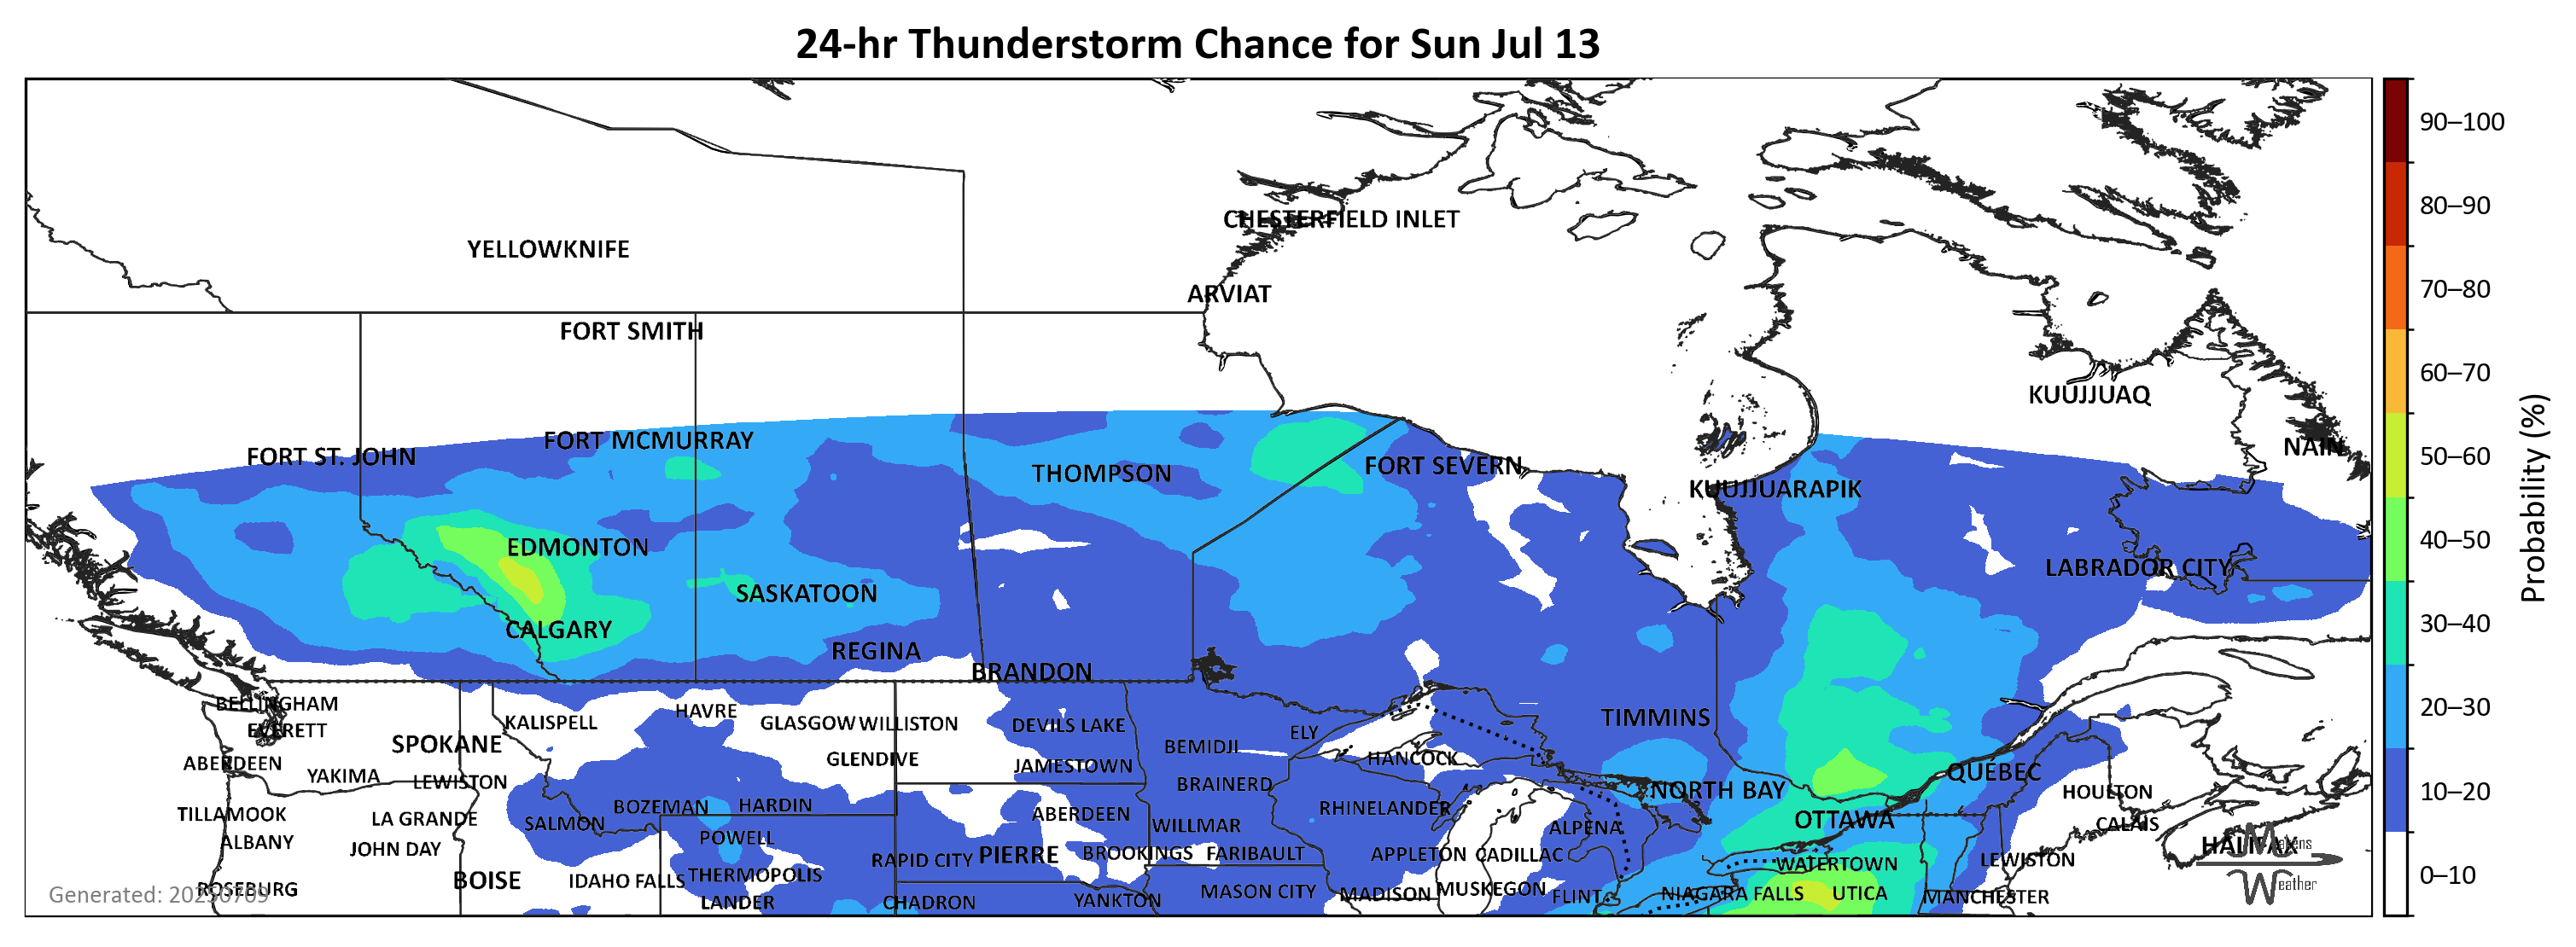 24-hr Thunderstorm Chance for Sun Jul 13
90–100
80–90
CHESTERFIELD INLET
YELLOWKNIFE
70–80
ARVIAT
FORT SMITH
60–70
KUUJJUAQ
FORT MCMURRAY
NAIN
FORT ST. JOHN
50–60
FORT SEVERN
THOMPSON
KUUJJUARAPIK
Probability (%)
EDMONTON
40–50
LABRADOR CITY
SASKATOON
CALGARY
30–40
REGINA
BRANDON
BELLINGHAM
HAVRE
20–30
KALISPELL
GLASGOW WILLISTON
DEVILS LAKE
TIMMINS
EVERETT
ELY
SPOKANE
BEMIDJI
ABERDEEN
GLENDIVE
HANCOCK
JAMESTOWN
QUÉBEC
YAKIMA
LEWISTON
BRAINERD
NORTH BAY
HOULTON
10–20
BOZEMAN
HARDIN
RHINELANDER
TILLAMOOK
LA GRANDE
SALMON
ABERDEEN
WILLMAR
ALPENA
OTTAWA
CALAIS
ALBANY
JOHN DAY
POWELL
RAPID CITY
PIERRE
BROOKINGS
FARIBAULT
APPLETON
CADILLAC
WATERTOWN
LEWISTON
HALIFAX
BOISE
IDAHO FALLS
THERMOPOLIS
0–10
Generated: 20250709
ROSEBURG
LANDER
CHADRON
YANKTON
MASON CITY
MADISON
MUSKEGON
FLINT
NIAGARA FALLS
UTICA
MANCHESTER
Weather